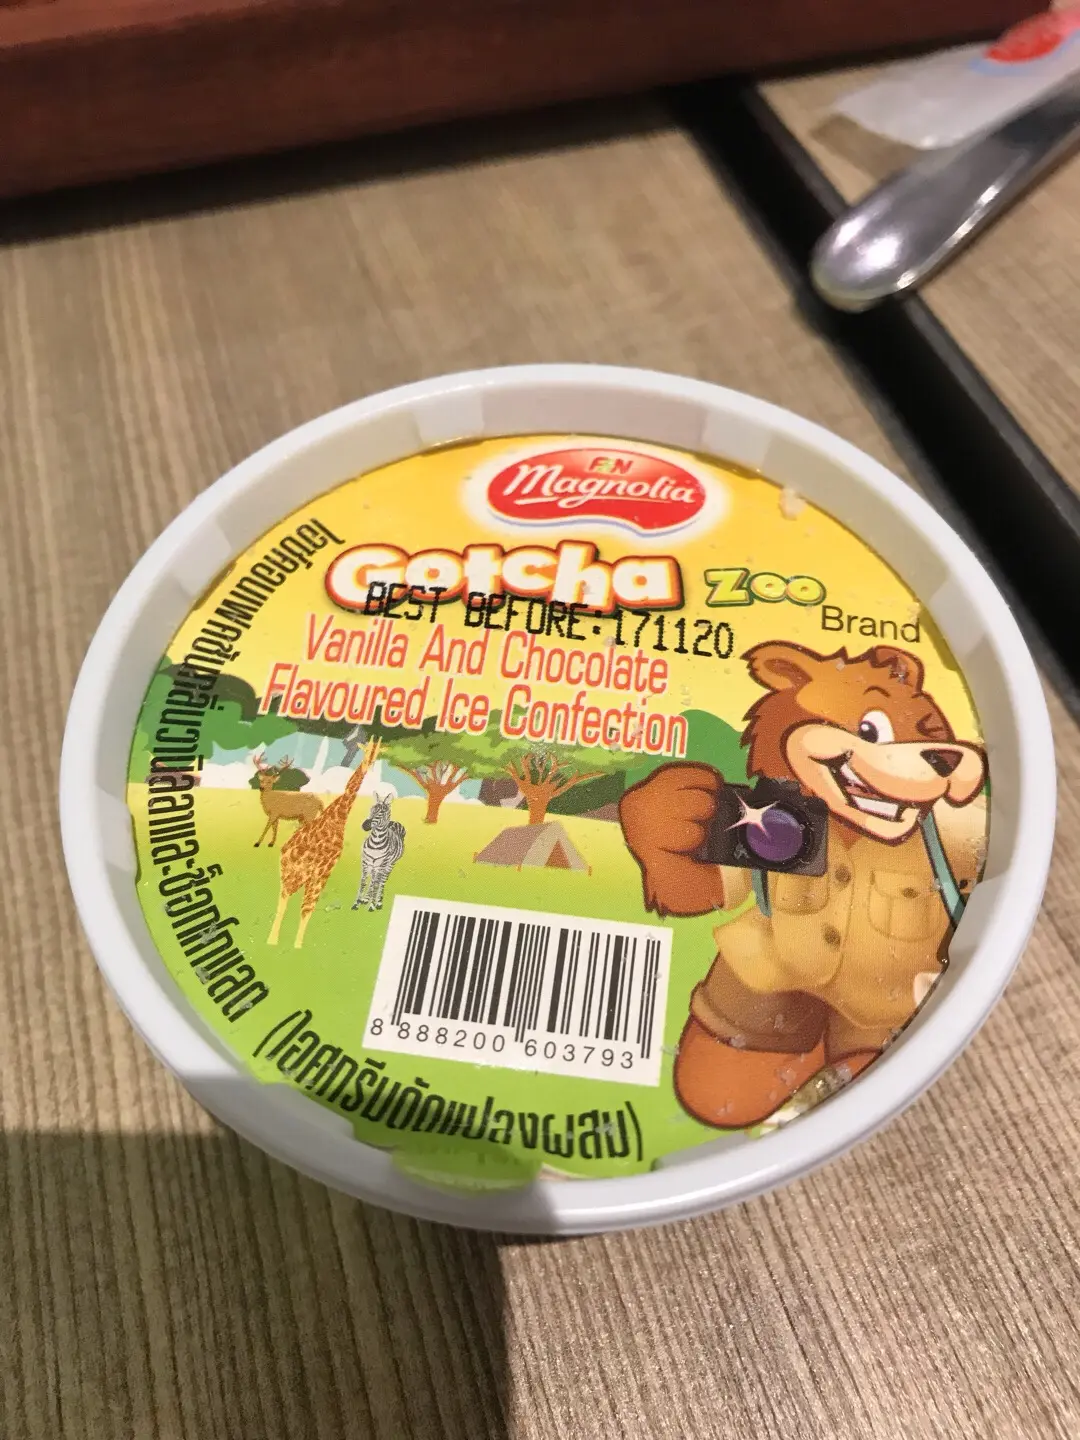 F&N
Magnolia
Gotcha Zoo Brand
BEST BEFORE:171120
Vanilla And Chocolate
Flavoured Ice Confection
8 888200 603793
(ไอศกรีมดัดแปลงผสม)